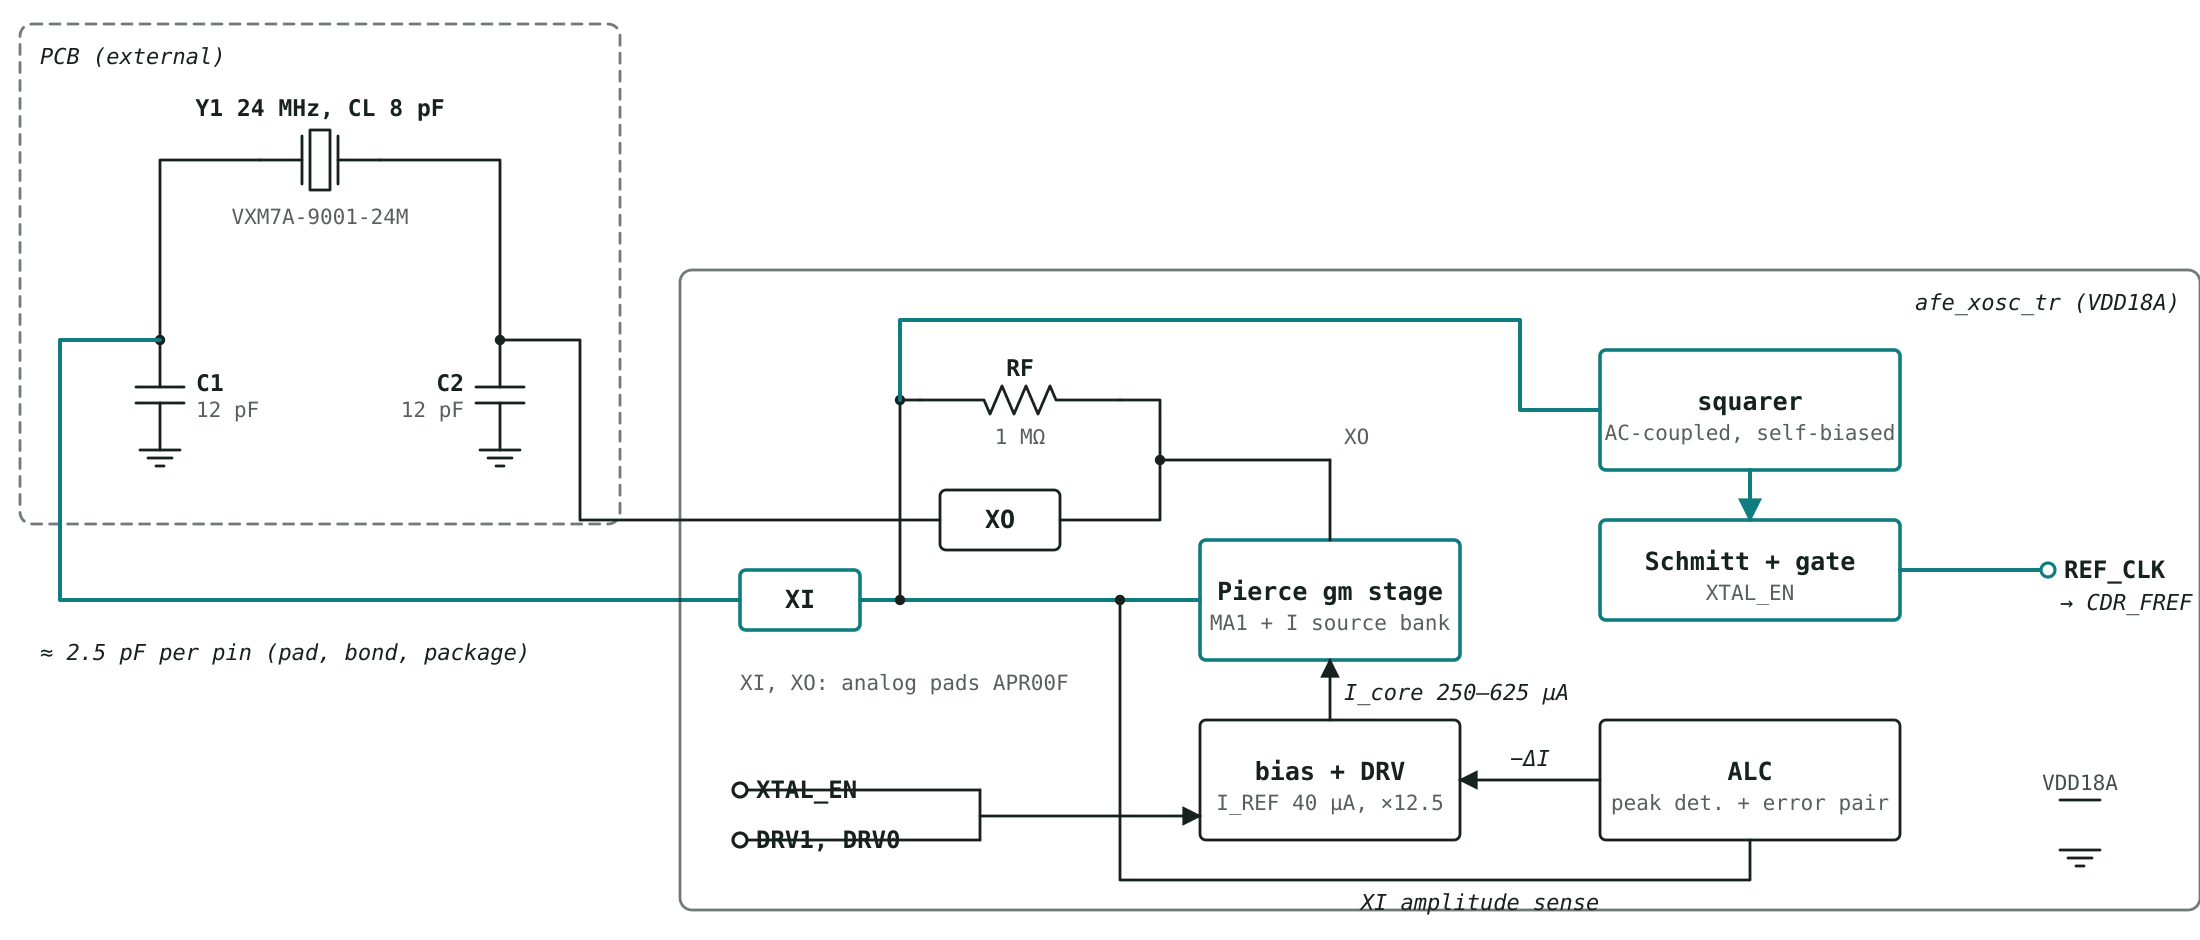 PCB (external)
Y1 24 MHz, CL 8 pF
VXM7A-9001-24M
C1
12 pF
C2
12 pF
≈ 2.5 pF per pin (pad, bond, package)
afe_xosc_tr (VDD18A)
RF
1 MΩ
XO
XO
XI
XI, XO: analog pads APR00F
squarer
AC-coupled, self-biased
Schmitt + gate
XTAL_EN
REF_CLK
→ CDR_FREF
Pierce gm stage
MA1 + I source bank
I_core 250–625 µA
XTAL_EN
DRV1, DRV0
bias + DRV
I_REF 40 µA, ×12.5
−ΔI
ALC
peak det. + error pair
VDD18A
XI amplitude sense